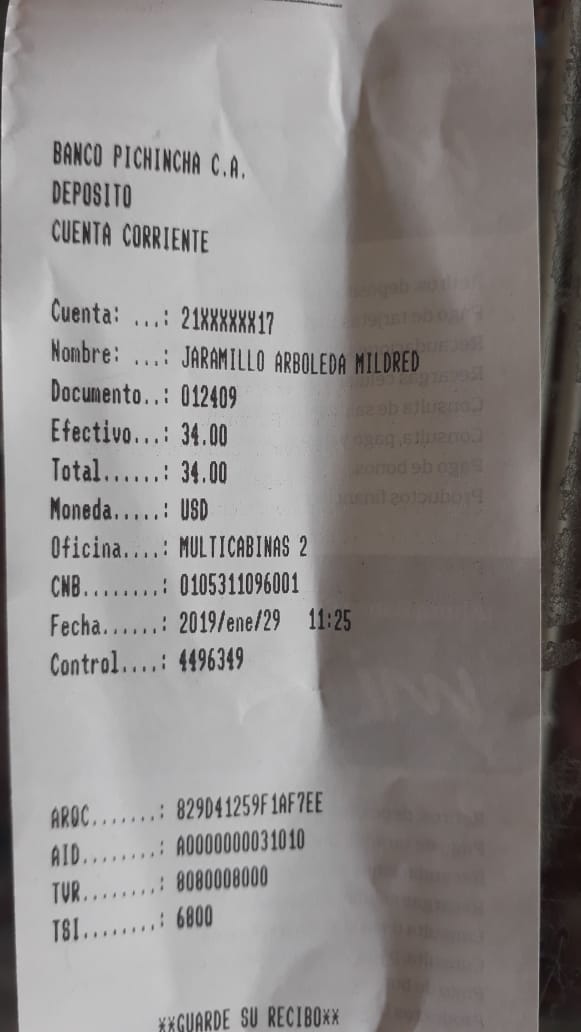 BANCO PICHINCHA C.A.
DEPOSITO
CUENTA CORRIENTE
Cuenta: ...: 21XXXXXX17
Nombre: ...: JARAMILLO ARBOLEDA MILDRED
Documento..: 012409
Efectivo...: 34.00
Total......: 34.00
Moneda.....: USD
Oficina....: MULTICABINAS 2
CNB........: 0105311096001
Fecha......: 2019/ene/29 11:25
Control....: 4496349
ARQC.......: 829D41259F1AF7EE
AID........: A0000000031010
TVR........: 8080008000
TSI........: 6800
**GUARDE SU RECIBO**